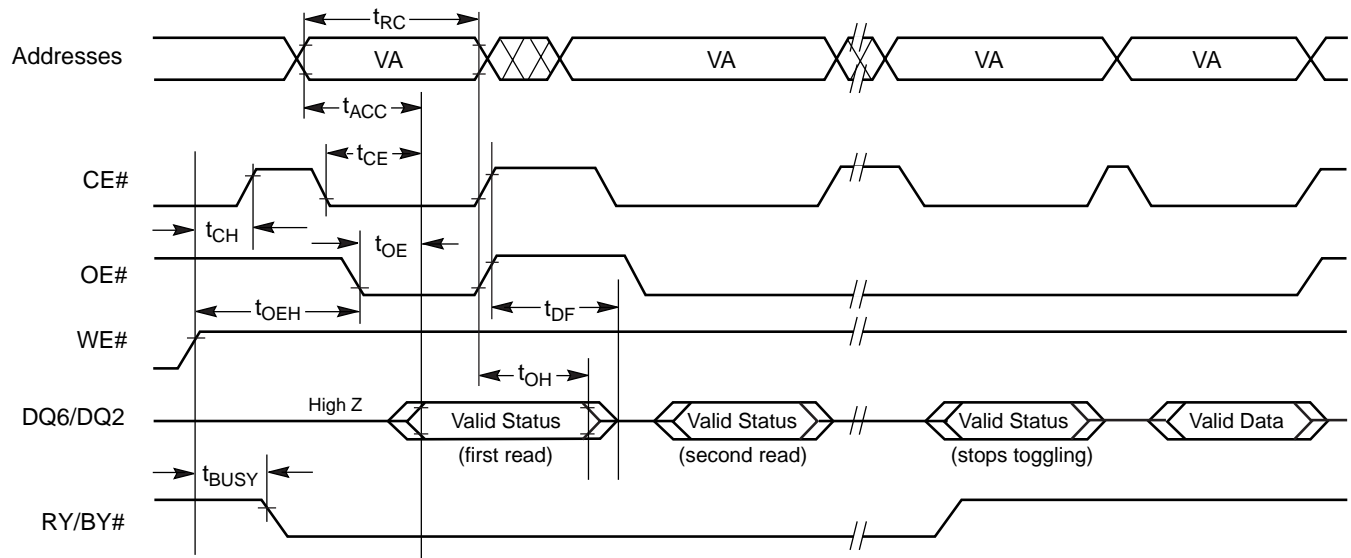 tRC
Addresses VA VA VA VA
tACC
tCE
CE#
tCH
tOE
OE#
tOEH
tDF
WE#
tOH
High Z
DQ6/DQ2 Valid Status Valid Status Valid Status Valid Data
(first read) (second read) (stops toggling)
tBUSY
RY/BY#